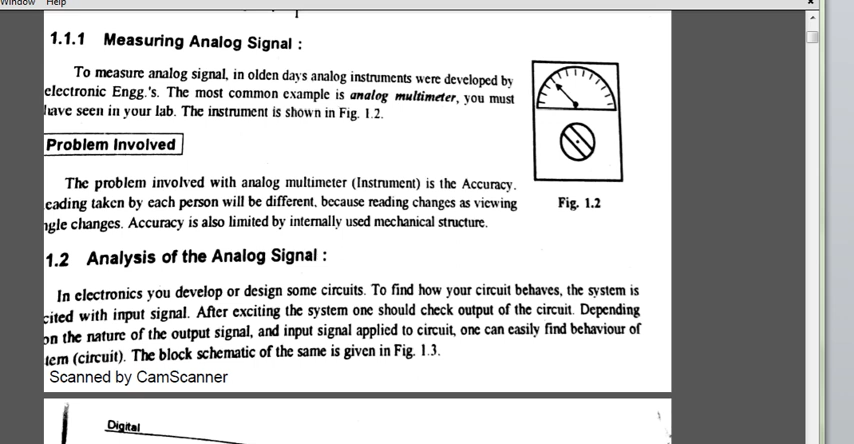 Window Help
1.1.1 Measuring Analog Signal :
To measure analog signal, in olden days analog instruments were developed by
electronic Engg.'s. The most common example is analog multimeter, you must
have seen in your lab. The instrument is shown in Fig. 1.2.
Problem Involved
The problem involved with analog multimeter (Instrument) is the Accuracy.
eading taken by each person will be different, because reading changes as viewing
ngle changes. Accuracy is also limited by internally used mechanical structure.
Fig. 1.2
1.2 Analysis of the Analog Signal :
In electronics you develop or design some circuits. To find how your circuit behaves, the system is
cited with input signal. After exciting the system one should check output of the circuit. Depending
on the nature of the output signal, and input signal applied to circuit, one can easily find behaviour of
tem (circuit). The block schematic of the same is given in Fig. 1.3.
Scanned by CamScanner
Digital